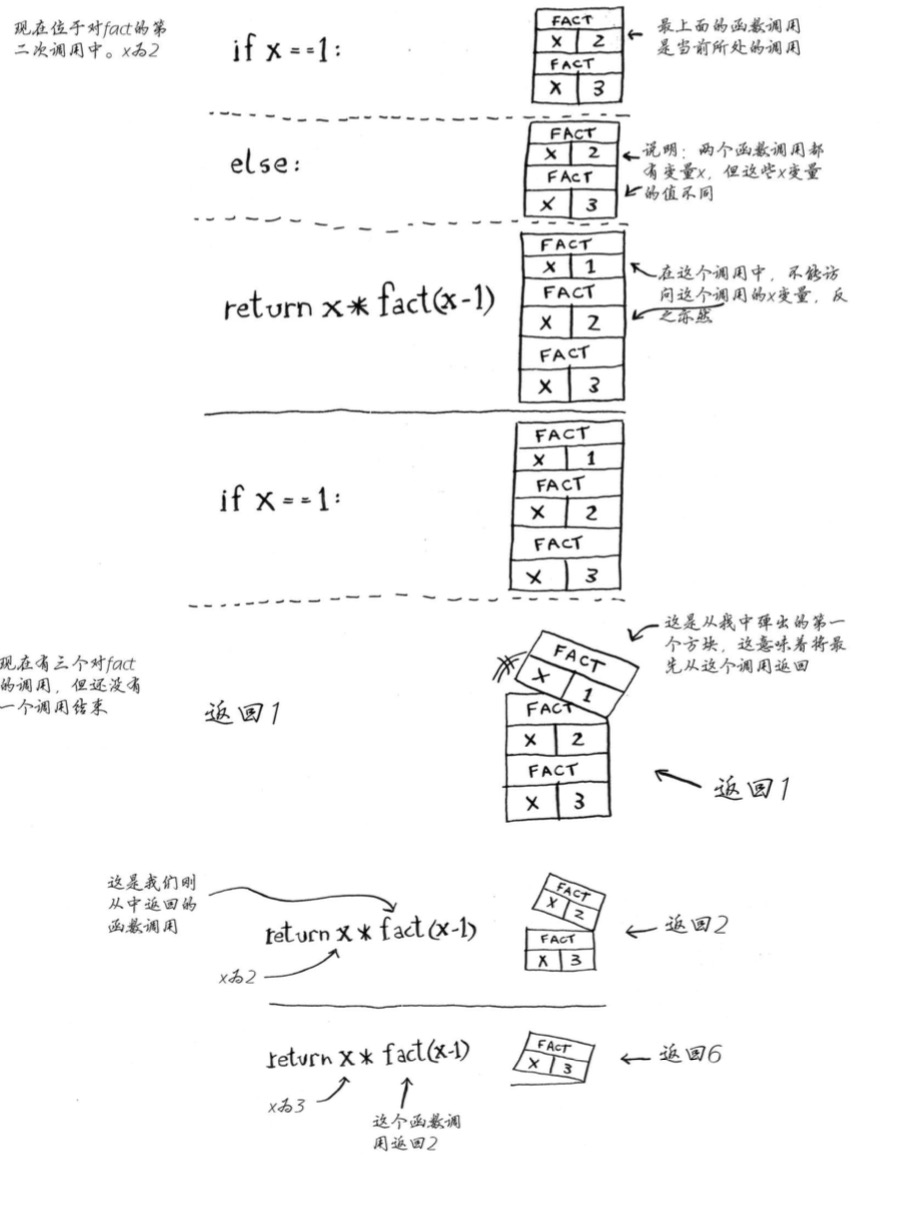 现在位于对fact的第
二次调用中。x为2
if x==1:
FACT
X 2
FACT
X 3
最上面的函数调用
是当前所处的调用
else:
FACT
X 2
FACT
X 3
说明：两个函数调用都
有变量x，但这些x变量
的值不同
return x*fact(x-1)
FACT
X 1
FACT
X 2
FACT
X 3
在这个调用中，不能访
问这个调用的x变量，反
之亦然
if x==1:
FACT
X 1
FACT
X 2
FACT
X 3
现在有三个对fact
的调用，但还没有
一个调用结束
返回1
FACT
X 1
FACT
X 2
FACT
X 3
这是从栈中弹出的第一
个方块，这意味着将最
先从这个调用返回
返回1
这是我们刚
从中返回的
函数调用
return x*fact(x-1)
x为2
FACT
X 2
FACT
X 3
返回2
return x*fact(x-1)
x为3
这个函数调
用返回2
FACT
X 3
返回6